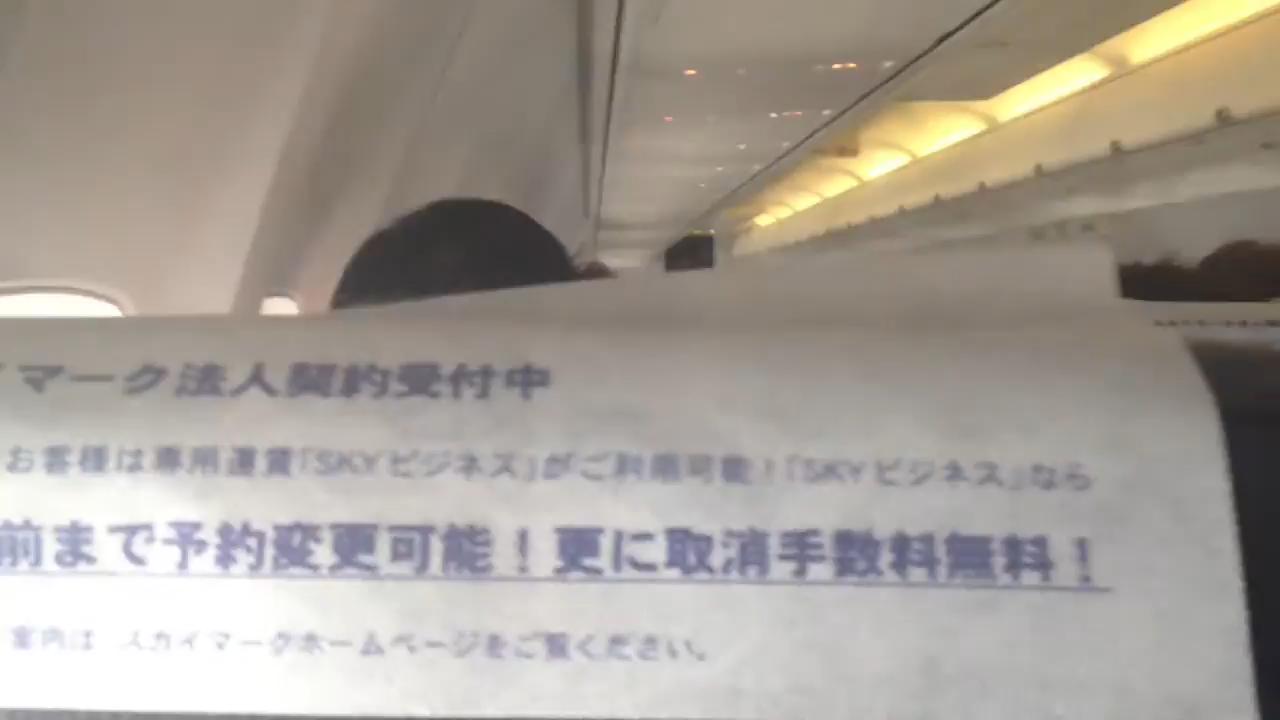 イマーク法人契約受付中
お客様は専用運賃「SKYビジネス」がご利用可能！「SKYビジネス」なら
前まで予約変更可能！更に取消手数料無料！
案内は スカイマークホームページをご覧ください。